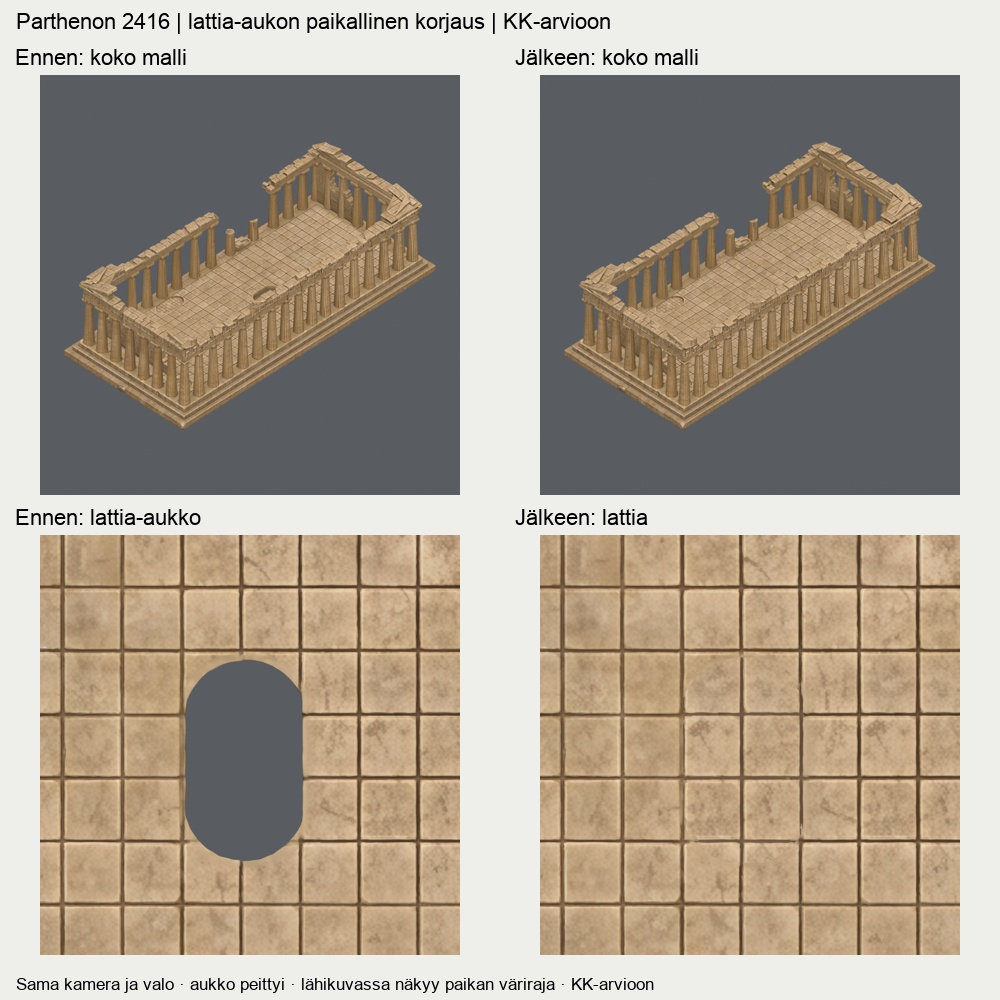 Parthenon 2416 | lattia-aukon paikallinen korjaus | KK-arvioon
Ennen: koko malli
Jälkeen: koko malli
Ennen: lattia-aukko
Jälkeen: lattia
Sama kamera ja valo · aukko peittyi · lähikuvassa näkyy paikan väriraja · KK-arvioon